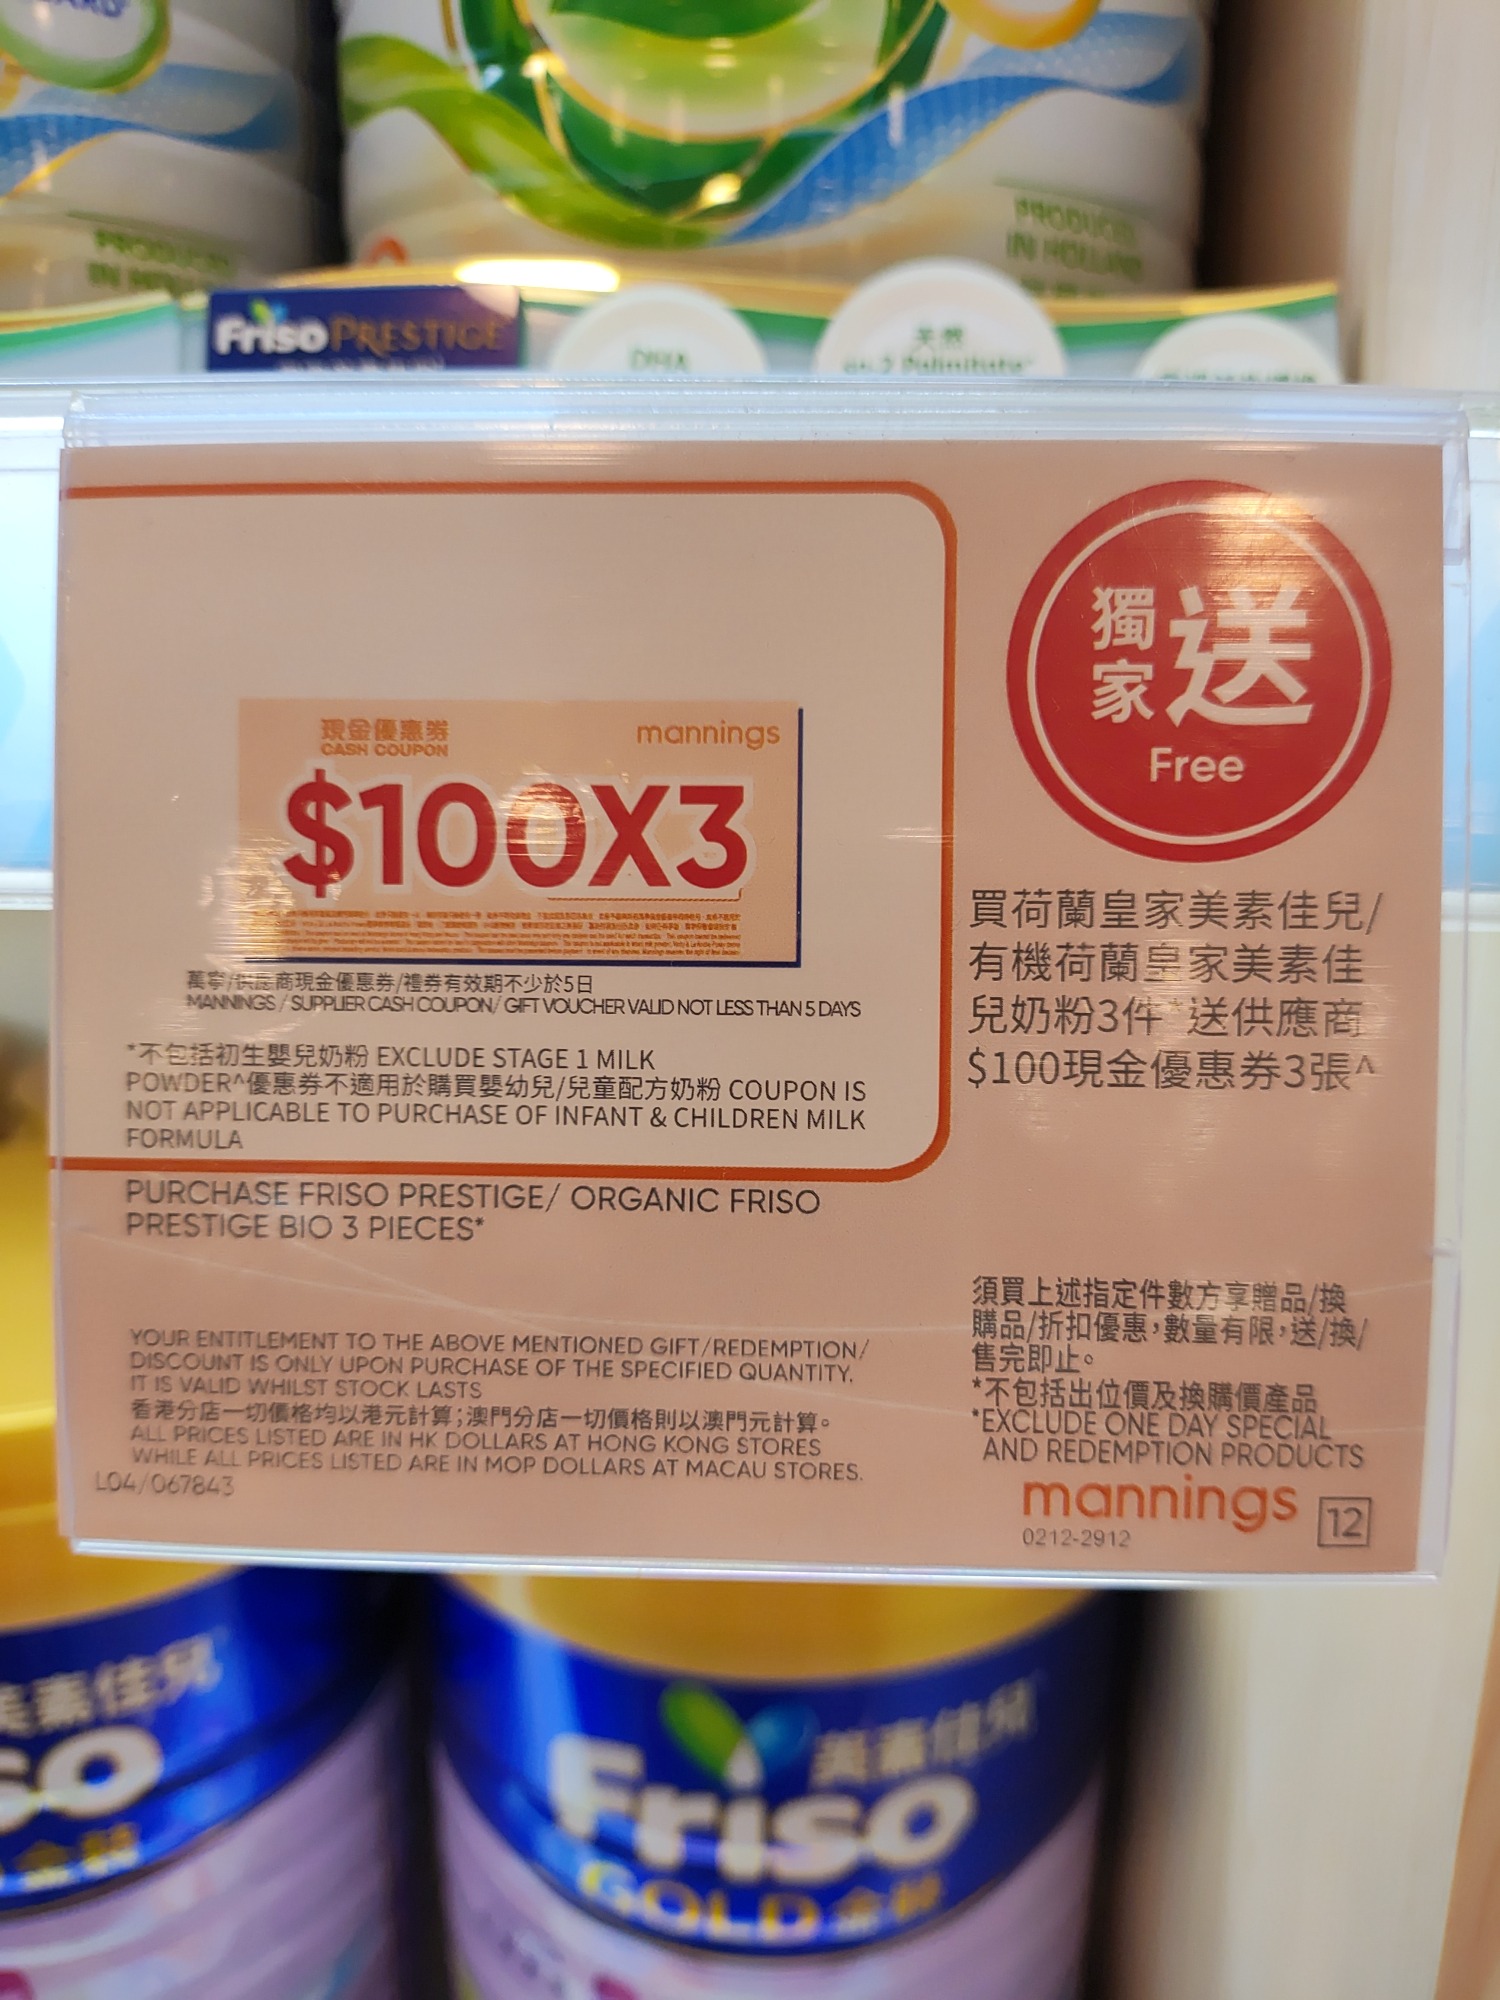 PRODUCED
IN HOLLAND
PRODUCED
Friso PRESTIGE
DHA
天然
獨家
送
Free
現金優惠券
CASH COUPON
mannings
$100X3
萬寧/供應商現金優惠券/禮券有效期不少於5日
MANNINGS / SUPPLIER CASH COUPON/ GIFT VOUCHER VALID NOT LESS THAN 5 DAYS
*不包括初生嬰兒奶粉 EXCLUDE STAGE 1 MILK
POWDER^優惠券不適用於購買嬰幼兒/兒童配方奶粉 COUPON IS
NOT APPLICABLE TO PURCHASE OF INFANT & CHILDREN MILK
FORMULA
買荷蘭皇家美素佳兒/
有機荷蘭皇家美素佳
兒奶粉3件*送供應商
$100現金優惠券3張^
PURCHASE FRISO PRESTIGE/ ORGANIC FRISO
PRESTIGE BIO 3 PIECES*
YOUR ENTITLEMENT TO THE ABOVE MENTIONED GIFT/REDEMPTION/
DISCOUNT IS ONLY UPON PURCHASE OF THE SPECIFIED QUANTITY.
IT IS VALID WHILST STOCK LASTS
香港分店一切價格均以港元計算;澳門分店一切價格則以澳門元計算。
ALL PRICES LISTED ARE IN HK DOLLARS AT HONG KONG STORES
WHILE ALL PRICES LISTED ARE IN MOP DOLLARS AT MACAU STORES.
L04/067843
須買上述指定件數方享贈品/換
購品/折扣優惠,數量有限,送/換/
售完即止。
*不包括出位價及換購價產品
*EXCLUDE ONE DAY SPECIAL
AND REDEMPTION PRODUCTS
mannings
12
0212-2912
美素佳兒
Friso
GOLD 金裝